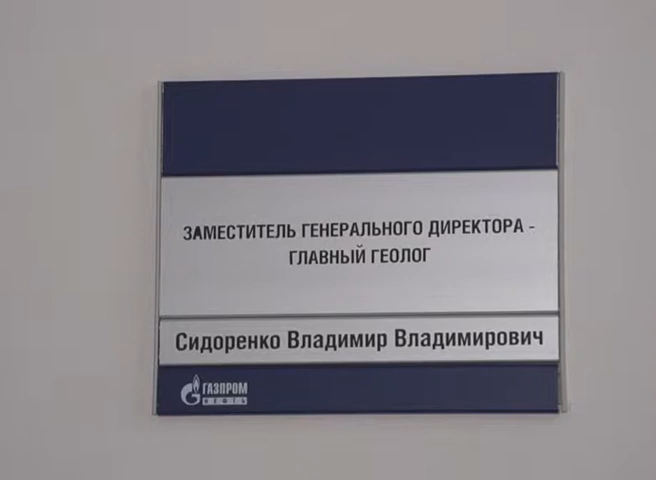 ЗАМЕСТИТЕЛЬ ГЕНЕРАЛЬНОГО ДИРЕКТОРА -
ГЛАВНЫЙ ГЕОЛОГ
Сидоренко Владимир Владимирович
ГАЗПРОМ
НЕФТЬ